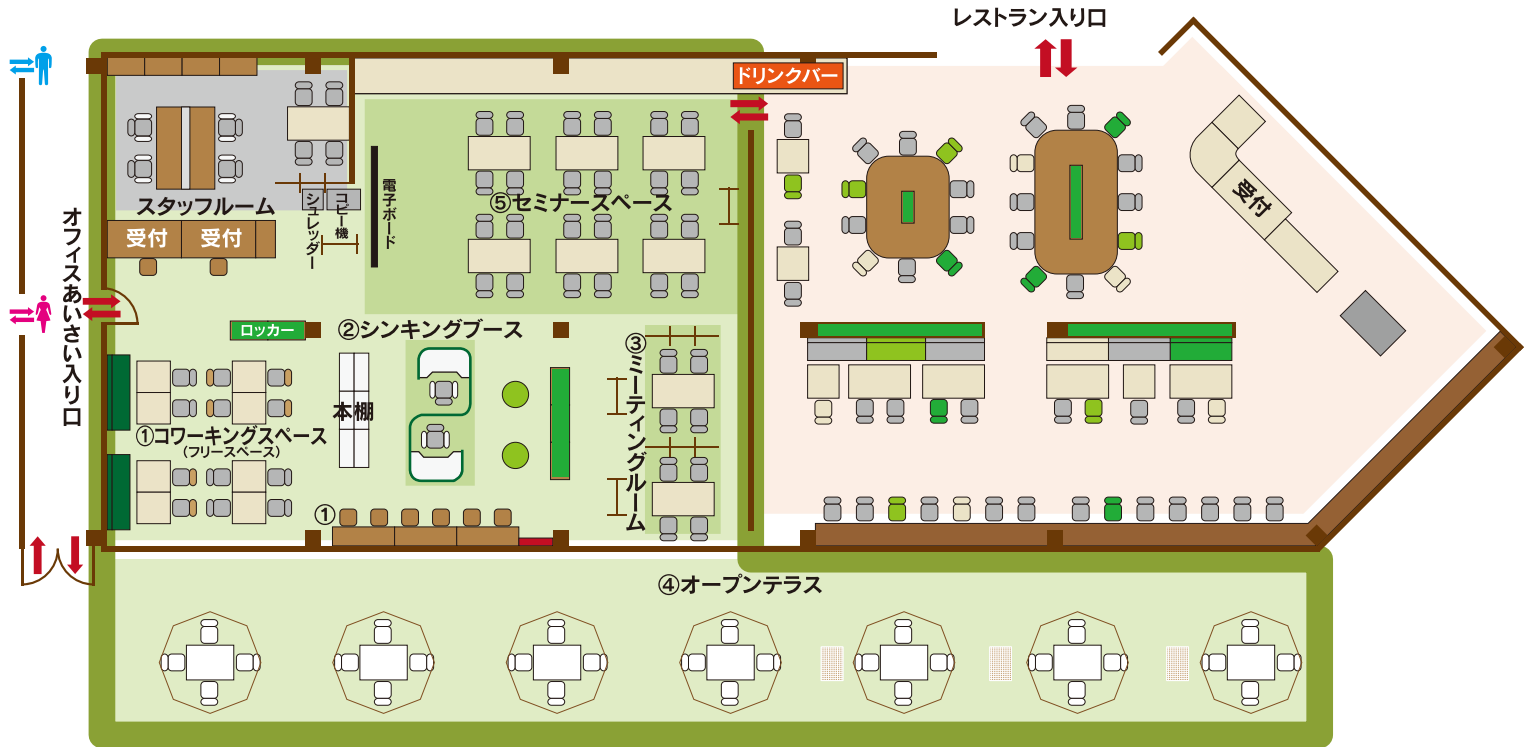 レストラン入り口
ドリンクバー
電子ボード
⑤セミナースペース
スタッフルーム
シュレッダー
コピー機
受付
受付
受付
オフィスあいさい入り口
ロッカー
②シンキングブース
③ミーティングルーム
本棚
①コワーキングスペース
(フリースペース)
①
④オープンテラス